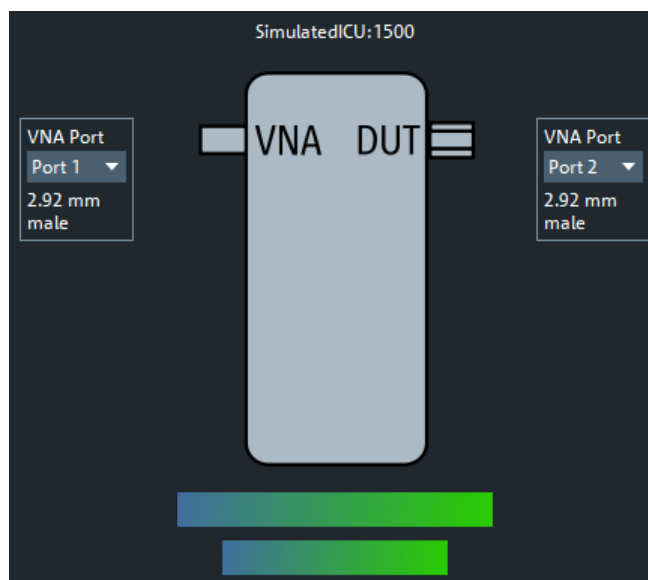 SimulatedICU:1500
VNA Port
Port 1
2.92 mm
male
VNA DUT
VNA Port
Port 2
2.92 mm
male